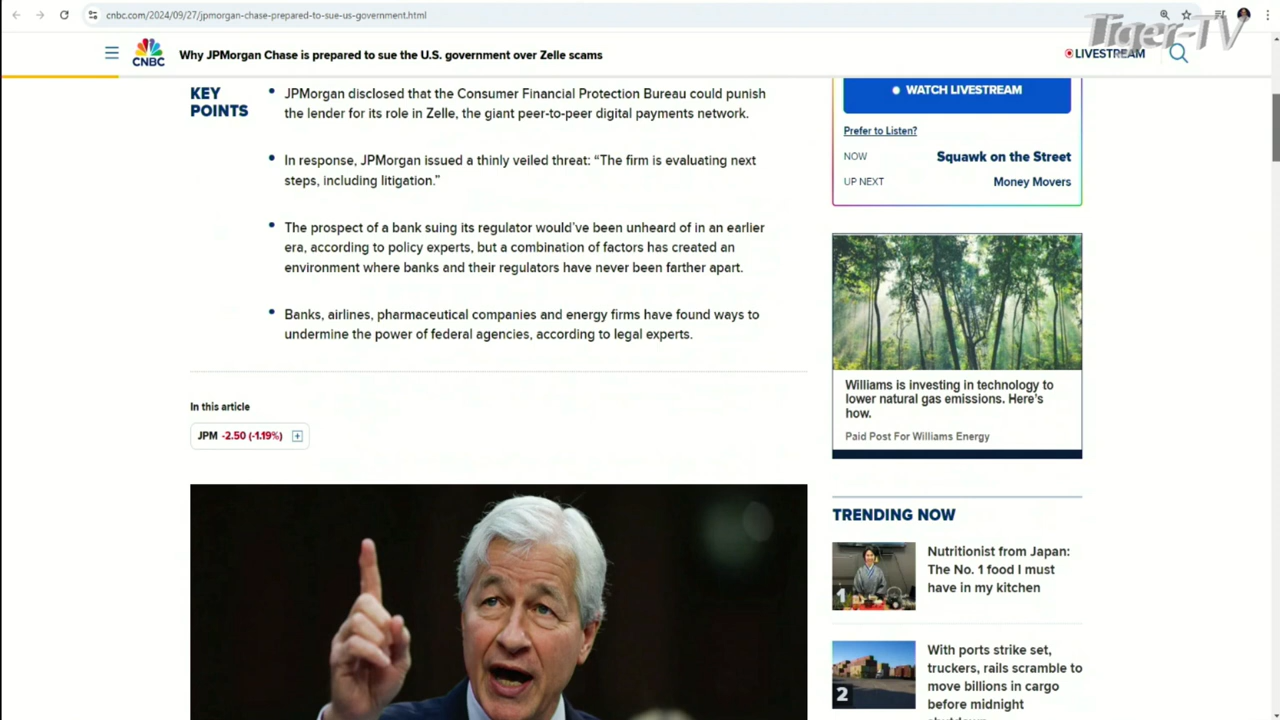 cnbc.com/2024/09/27/jpmorgan-chase-prepared-to-sue-us-government.html
Tiger-TV
CNBC
Why JPMorgan Chase is prepared to sue the U.S. government over Zelle scams
LIVESTREAM
KEY
POINTS
• JPMorgan disclosed that the Consumer Financial Protection Bureau could punish
the lender for its role in Zelle, the giant peer-to-peer digital payments network.
• In response, JPMorgan issued a thinly veiled threat: “The firm is evaluating next
steps, including litigation.”
• The prospect of a bank suing its regulator would’ve been unheard of in an earlier
era, according to policy experts, but a combination of factors has created an
environment where banks and their regulators have never been farther apart.
• Banks, airlines, pharmaceutical companies and energy firms have found ways to
undermine the power of federal agencies, according to legal experts.
In this article
JPM -2.50 (-1.19%)
WATCH LIVESTREAM
Prefer to Listen?
NOW Squawk on the Street
UP NEXT Money Movers
Williams is investing in technology to
lower natural gas emissions. Here’s
how.
Paid Post For Williams Energy
TRENDING NOW
1
Nutritionist from Japan:
The No. 1 food I must
have in my kitchen
2
With ports strike set,
truckers, rails scramble to
move billions in cargo
before midnight